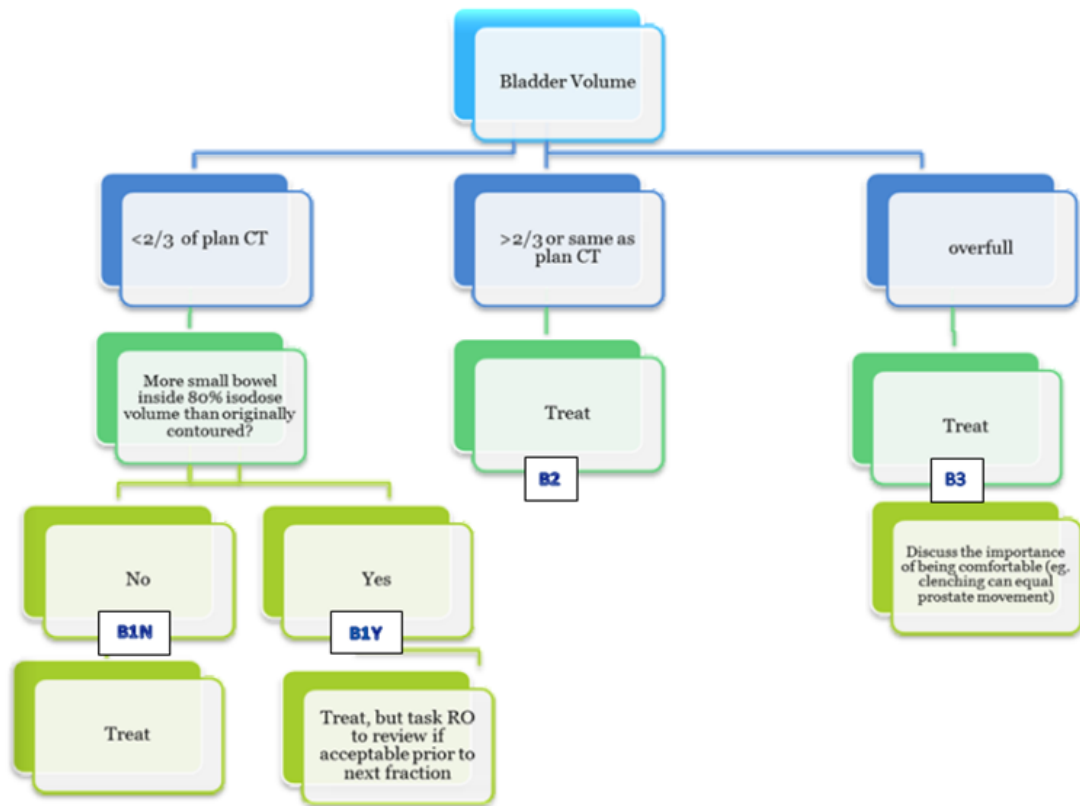 Bladder Volume
<2/3 of plan CT
>2/3 or same as
plan CT
overfull
More small bowel
inside 80% isodose
volume than originally
contoured?
Treat
B2
Treat
B3
No
B1N
Yes
B1Y
Discuss the importance
of being comfortable (eg.
clenching can equal
prostate movement)
Treat
Treat, but task RO
to review if
acceptable prior to
next fraction